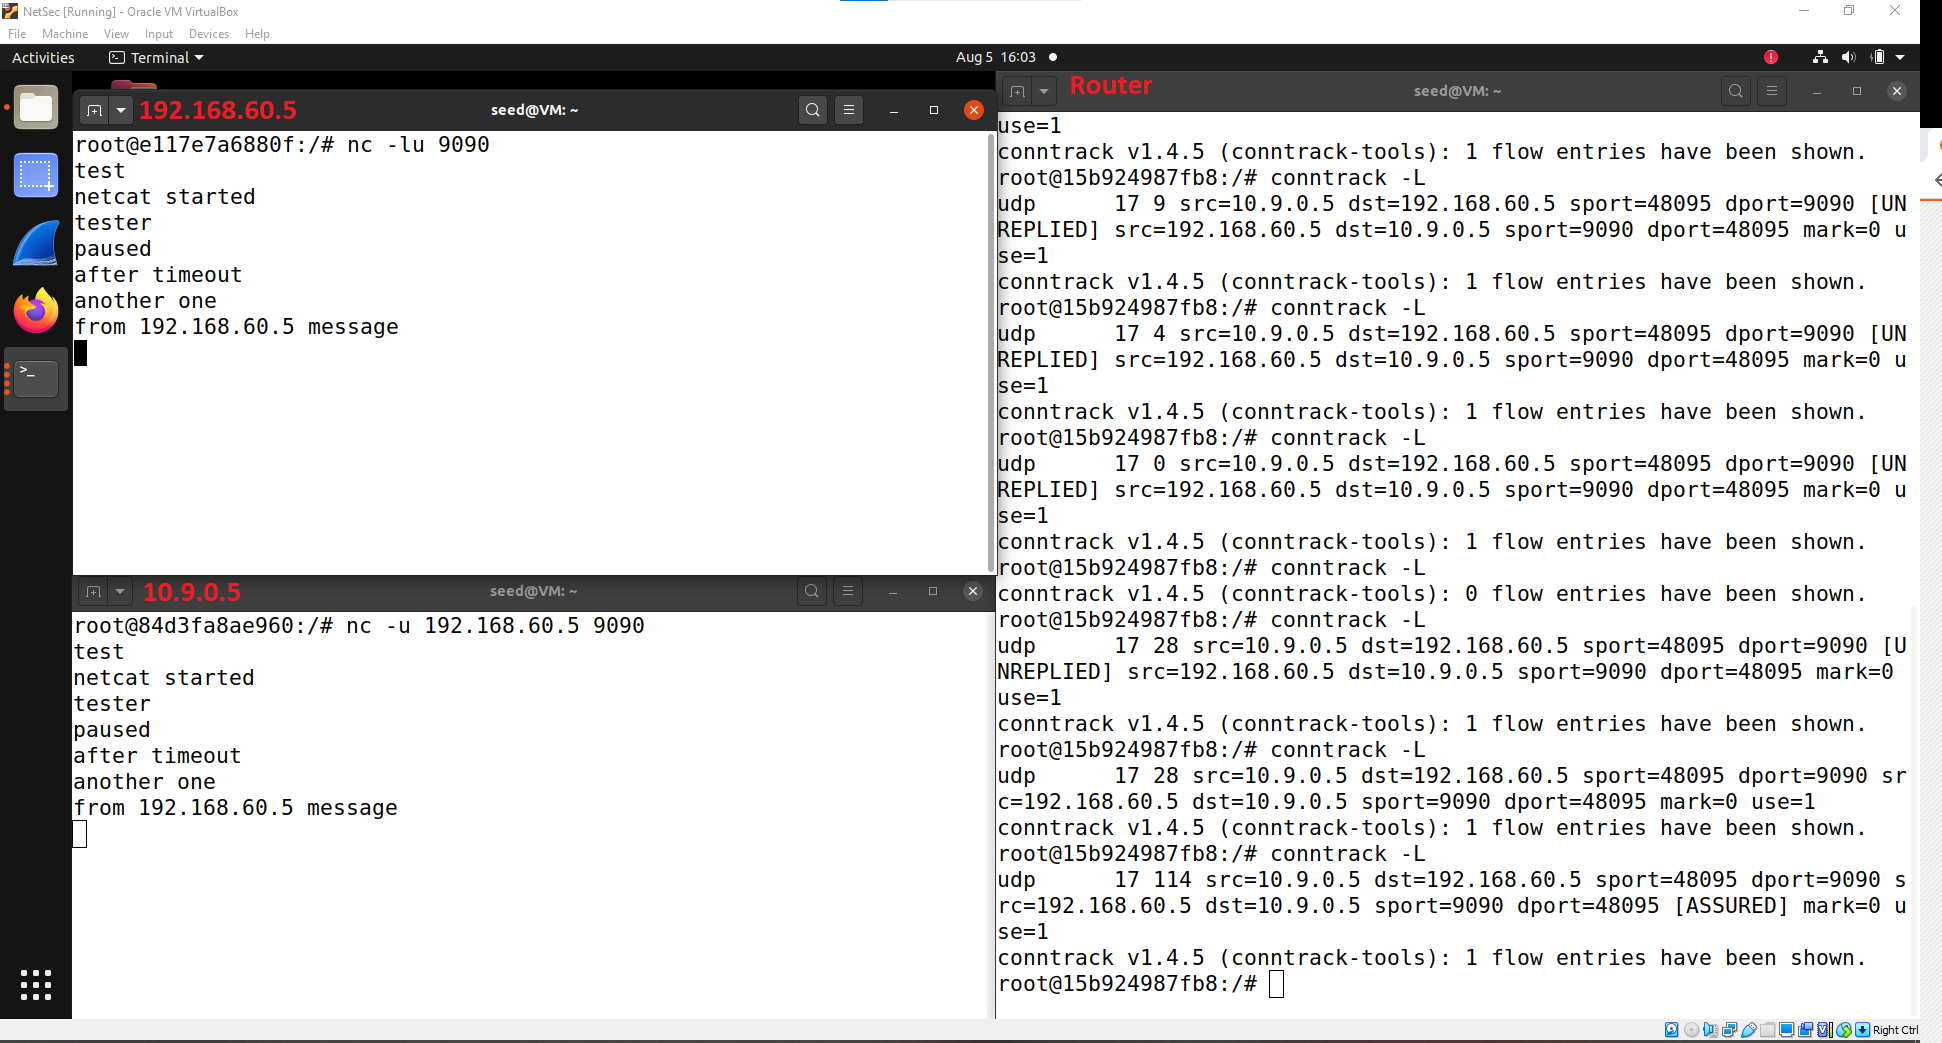 NetSec [Running] - Oracle VM VirtualBox
File Machine View Input Devices Help
Activities Terminal Aug 5 16:03
192.168.60.5 seed@VM: ~
root@e117e7a6880f:/# nc -lu 9090
test
netcat started
tester
paused
after timeout
another one
from 192.168.60.5 message
10.9.0.5 seed@VM: ~
root@84d3fa8ae960:/# nc -u 192.168.60.5 9090
test
netcat started
tester
paused
after timeout
another one
from 192.168.60.5 message
Router seed@VM: ~
use=1
conntrack v1.4.5 (conntrack-tools): 1 flow entries have been shown.
root@15b924987fb8:/# conntrack -L
udp      17 9 src=10.9.0.5 dst=192.168.60.5 sport=48095 dport=9090 [UN
REPLIED] src=192.168.60.5 dst=10.9.0.5 sport=9090 dport=48095 mark=0 u
se=1
conntrack v1.4.5 (conntrack-tools): 1 flow entries have been shown.
root@15b924987fb8:/# conntrack -L
udp      17 4 src=10.9.0.5 dst=192.168.60.5 sport=48095 dport=9090 [UN
REPLIED] src=192.168.60.5 dst=10.9.0.5 sport=9090 dport=48095 mark=0 u
se=1
conntrack v1.4.5 (conntrack-tools): 1 flow entries have been shown.
root@15b924987fb8:/# conntrack -L
udp      17 0 src=10.9.0.5 dst=192.168.60.5 sport=48095 dport=9090 [UN
REPLIED] src=192.168.60.5 dst=10.9.0.5 sport=9090 dport=48095 mark=0 u
se=1
conntrack v1.4.5 (conntrack-tools): 1 flow entries have been shown.
root@15b924987fb8:/# conntrack -L
conntrack v1.4.5 (conntrack-tools): 0 flow entries have been shown.
root@15b924987fb8:/# conntrack -L
udp      17 28 src=10.9.0.5 dst=192.168.60.5 sport=48095 dport=9090 [U
NREPLIED] src=192.168.60.5 dst=10.9.0.5 sport=9090 dport=48095 mark=0
use=1
conntrack v1.4.5 (conntrack-tools): 1 flow entries have been shown.
root@15b924987fb8:/# conntrack -L
udp      17 28 src=10.9.0.5 dst=192.168.60.5 sport=48095 dport=9090 sr
c=192.168.60.5 dst=10.9.0.5 sport=9090 dport=48095 mark=0 use=1
conntrack v1.4.5 (conntrack-tools): 1 flow entries have been shown.
root@15b924987fb8:/# conntrack -L
udp      17 114 src=10.9.0.5 dst=192.168.60.5 sport=48095 dport=9090 s
rc=192.168.60.5 dst=10.9.0.5 sport=9090 dport=48095 [ASSURED] mark=0 u
se=1
conntrack v1.4.5 (conntrack-tools): 1 flow entries have been shown.
root@15b924987fb8:/#
Right Ctrl